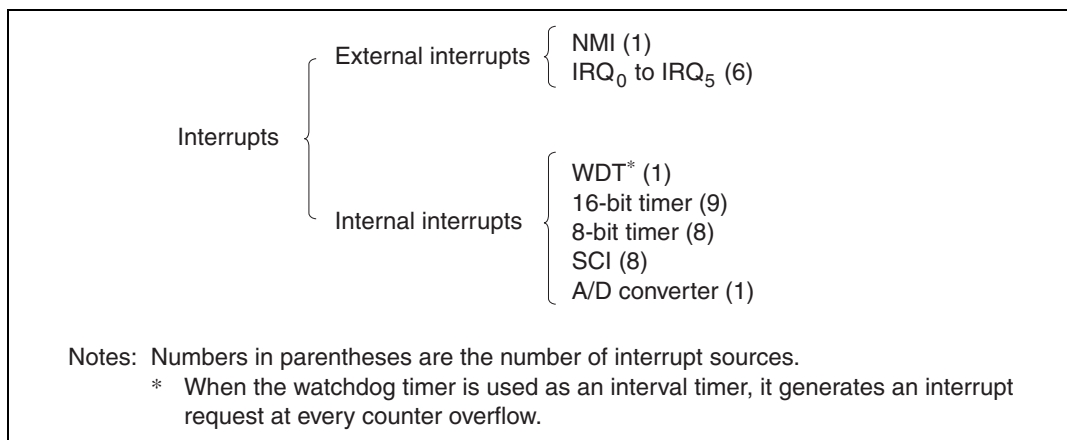 External interrupts
NMI (1)
IRQ0 to IRQ5 (6)
Interrupts
Internal interrupts
WDT* (1)
16-bit timer (9)
8-bit timer (8)
SCI (8)
A/D converter (1)
Notes: Numbers in parentheses are the number of interrupt sources.
* When the watchdog timer is used as an interval timer, it generates an interrupt
request at every counter overflow.